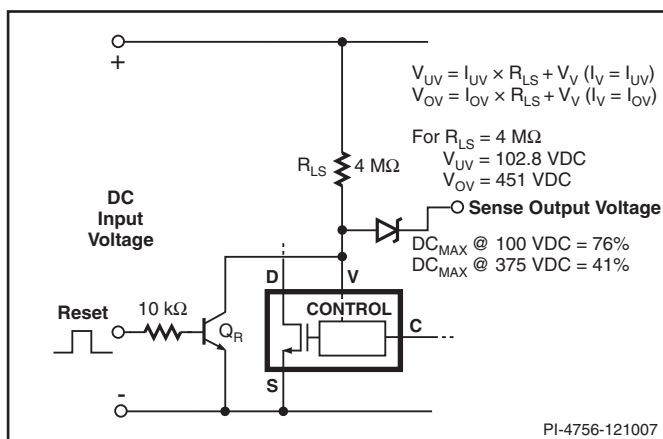 +
V_UV = I_UV × R_LS + V_V (I_V = I_UV)
V_OV = I_OV × R_LS + V_V (I_V = I_OV)
For R_LS = 4 MΩ
V_UV = 102.8 VDC
V_OV = 451 VDC
R_LS 4 MΩ
DC
Input
Voltage
Sense Output Voltage
DC_MAX @ 100 VDC = 76%
DC_MAX @ 375 VDC = 41%
D V
CONTROL
Reset 10 kΩ
Q_R
C
S
-
PI-4756-121007